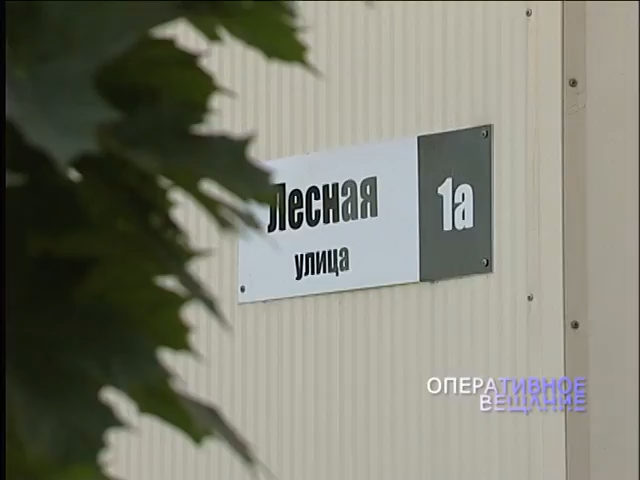 Лесная
улица
1а
ОПЕРАТИВНОЕ
ВЕЩАНИЕ